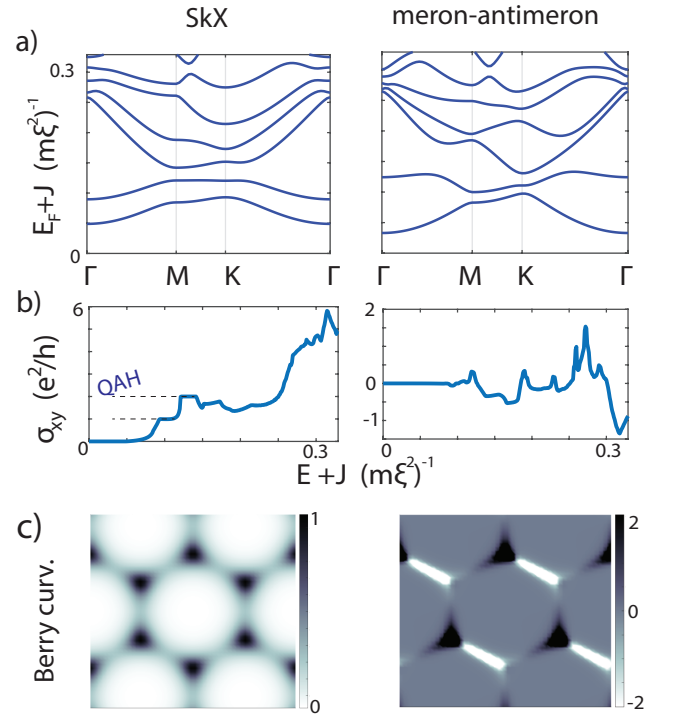 SkX
meron-antimeron
a)
0.3
E_F+J (mξ²)⁻¹
0
Γ M K Γ
Γ M K Γ
b)
6
QAH
σ_xy (e²/h)
0
0.3
2
0
-1
0
0.3
E +J (mξ²)⁻¹
c)
Berry curv.
1
0
2
0
-2